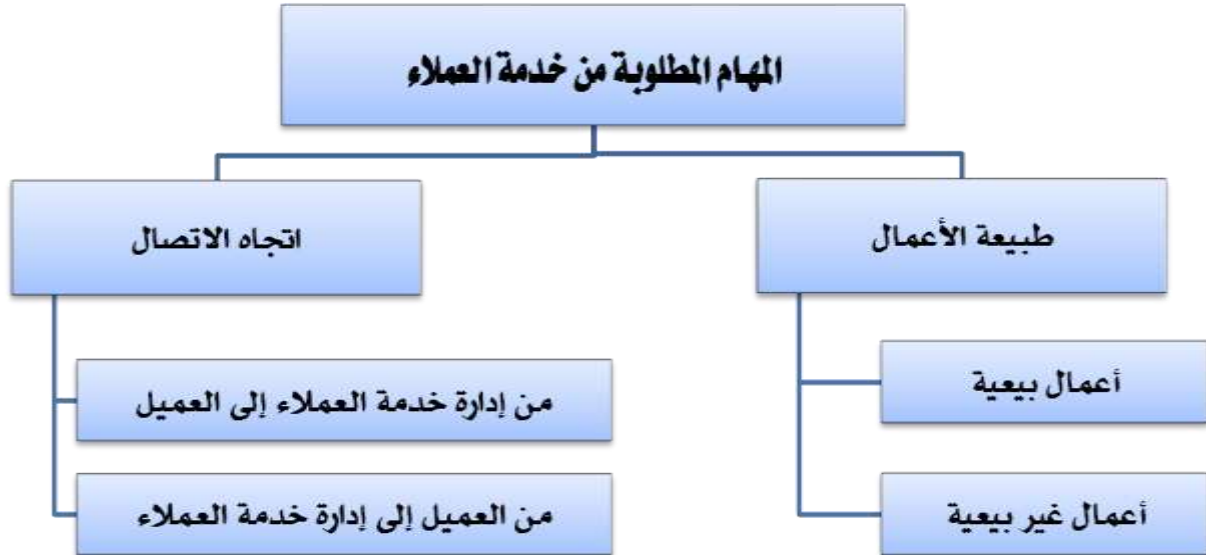 المهام المطلوبة من خدمة العملاء
طبيعة الأعمال
أعمال بيعية
أعمال غير بيعية
اتجاه الاتصال
من إدارة خدمة العملاء إلى العميل
من العميل إلى إدارة خدمة العملاء